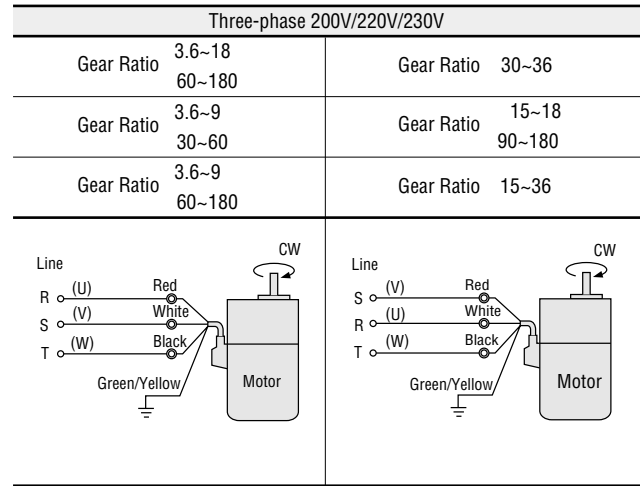 Three-phase 200V/220V/230V
Gear Ratio 3.6~18
60~180
Gear Ratio 30~36
Gear Ratio 3.6~9
30~60
Gear Ratio 15~18
90~180
Gear Ratio 3.6~9
60~180
Gear Ratio 15~36
CW
Line
R (U) Red
S (V) White
T (W) Black
Green/Yellow
Motor
CW
Line
S (V) Red
R (U) White
T (W) Black
Green/Yellow
Motor